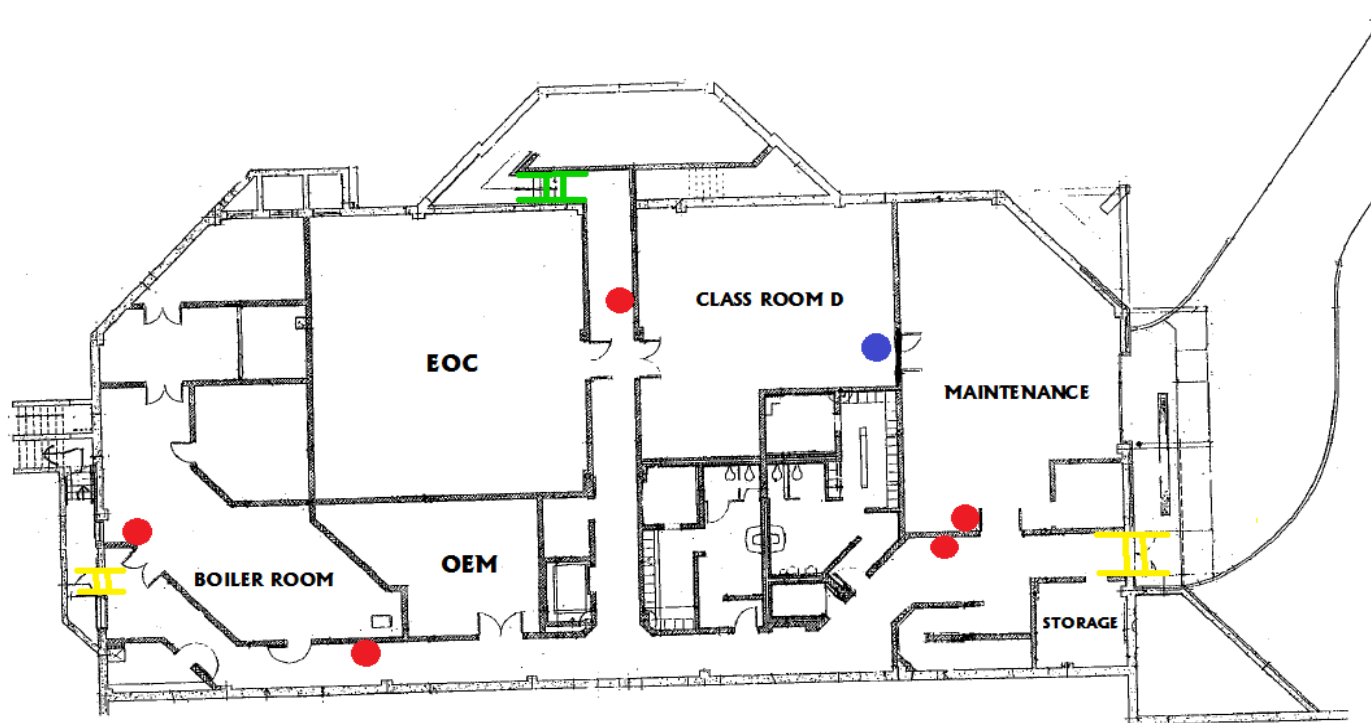 CLASS ROOM D
EOC
MAINTENANCE
OEM
BOILER ROOM
STORAGE